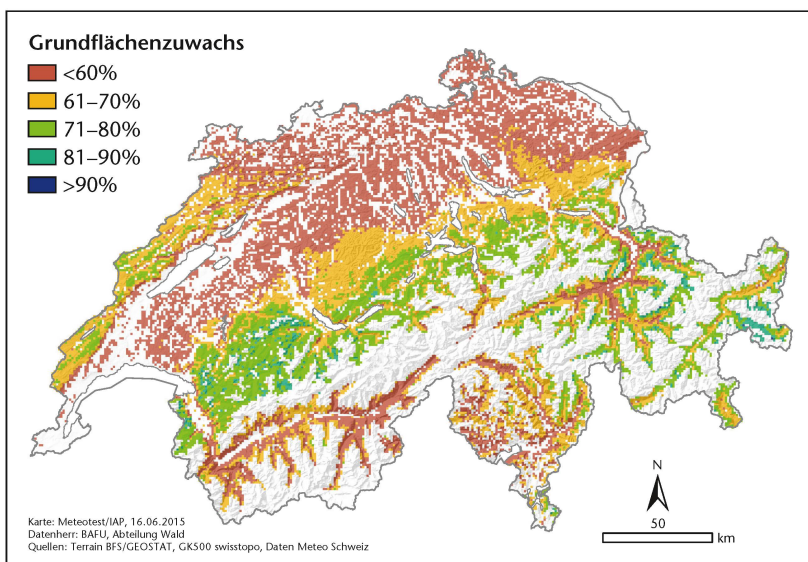 Grundflächenzuwachs
<60%
61–70%
71–80%
81–90%
>90%
N
50
km
Karte: Meteotest/IAP, 16.06.2015
Datenherr: BAFU, Abteilung Wald
Quellen: Terrain BFS/GEOSTAT, GK500 swisstopo, Daten Meteo Schweiz